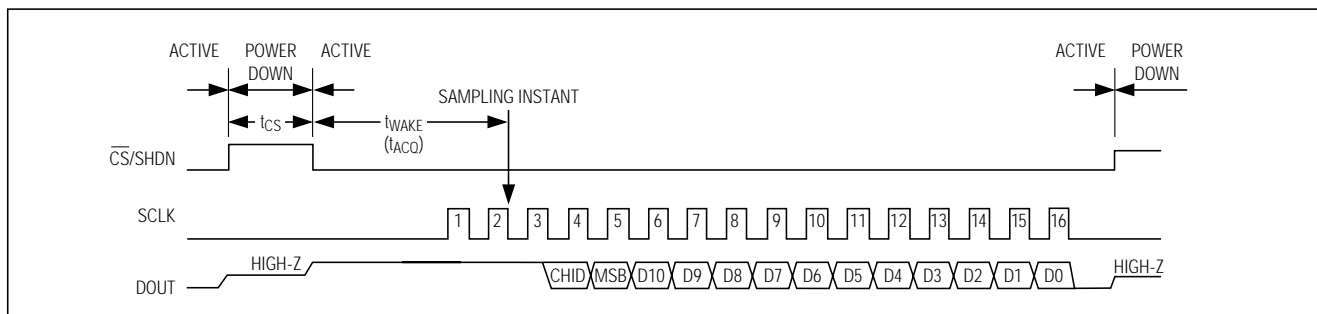 ACTIVE POWER DOWN ACTIVE
ACTIVE POWER DOWN
SAMPLING INSTANT
tCS
tWAKE
(tACQ)
CS/SHDN
SCLK
1 2 3 4 5 6 7 8 9 10 11 12 13 14 15 16
DOUT
HIGH-Z
CHID MSB D10 D9 D8 D7 D6 D5 D4 D3 D2 D1 D0
HIGH-Z